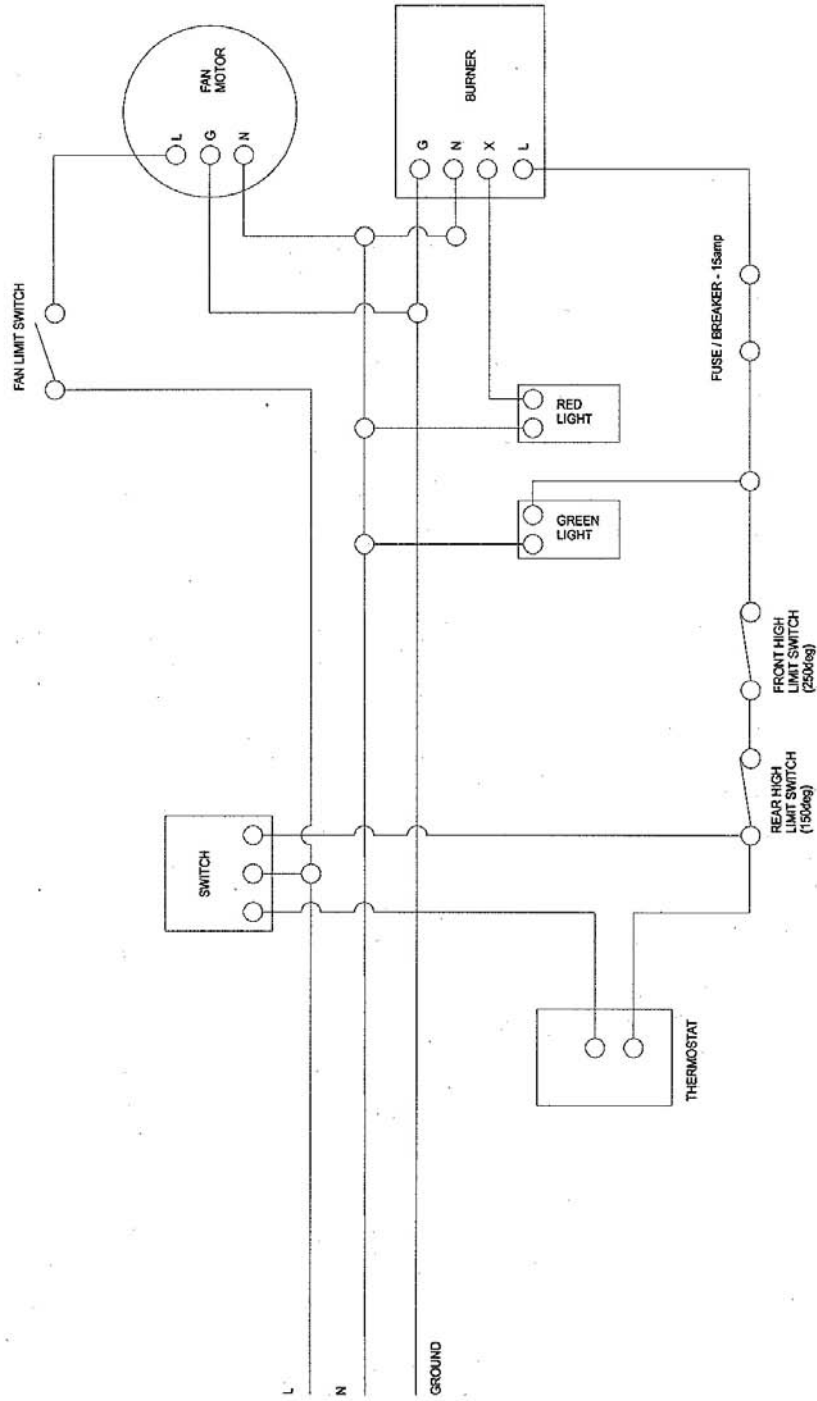 FAN LIMIT SWITCH
FAN
MOTOR
L
G
N
BURNER
G
N
X
L
FUSE / BREAKER - 15amp
RED
LIGHT
GREEN
LIGHT
FRONT HIGH
LIMIT SWITCH
(250deg)
REAR HIGH
LIMIT SWITCH
(150deg)
SWITCH
THERMOSTAT
L
N
GROUND